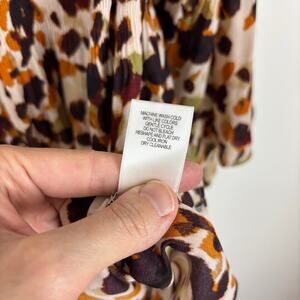 MACHINE WASH COLD
WITH LIKE COLORS
GENTLE CYCLE
DO NOT BLEACH
RESHAPE AND FLAT DRY
COOL IRON
DRY CLEANABLE